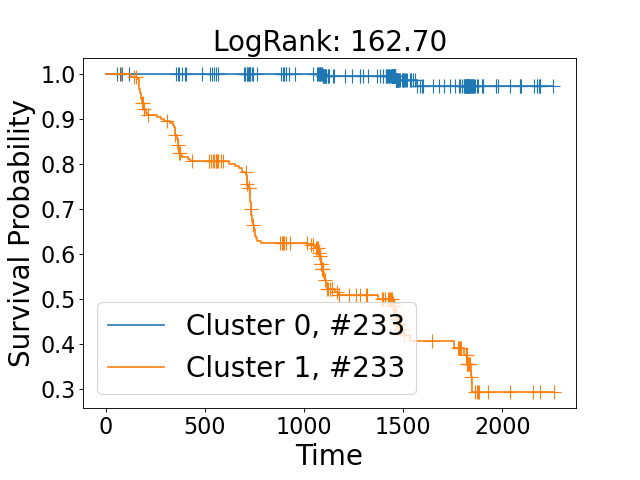 LogRank: 162.70
Survival Probability
1.0
0.9
0.8
0.7
0.6
0.5
0.4
0.3
Cluster 0, #233
Cluster 1, #233
0 500 1000 1500 2000
Time